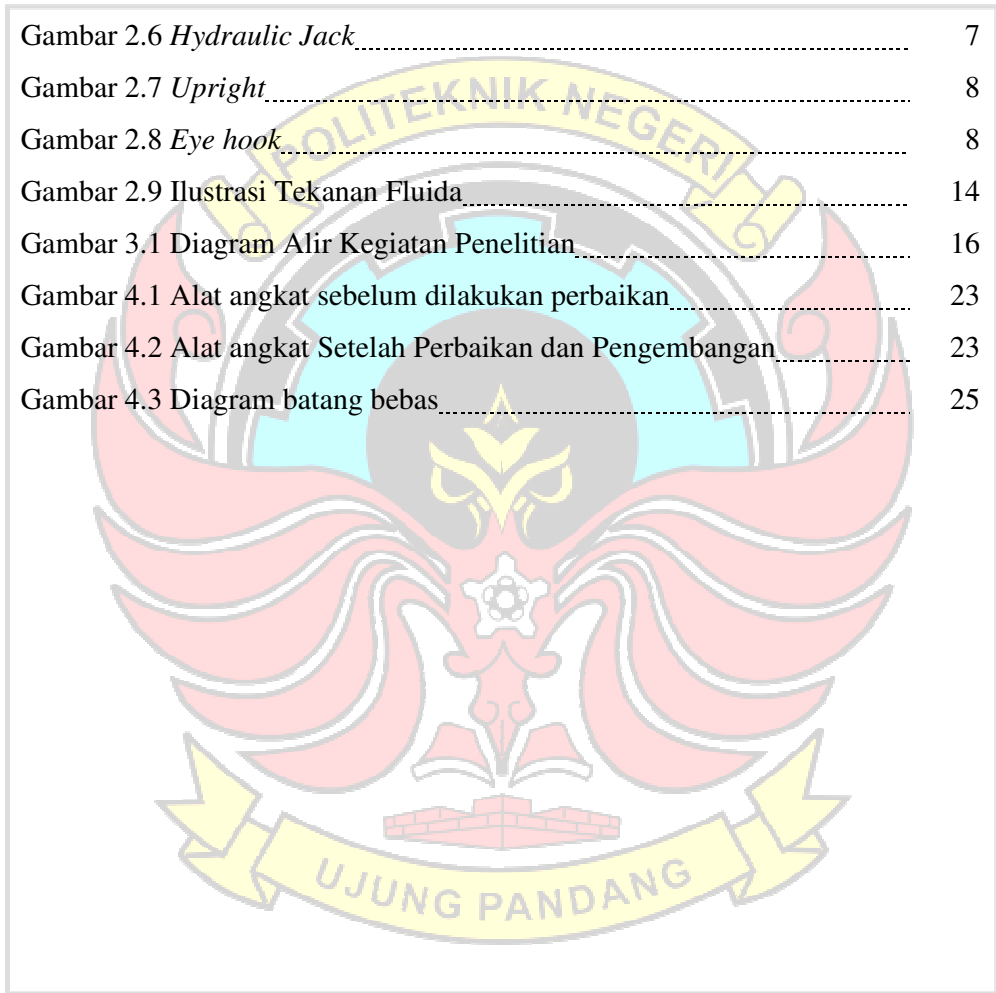 Gambar 2.6 Hydraulic Jack 7
Gambar 2.7 Upright 8
Gambar 2.8 Eye hook 8
Gambar 2.9 Ilustrasi Tekanan Fluida 14
Gambar 3.1 Diagram Alir Kegiatan Penelitian 16
Gambar 4.1 Alat angkat sebelum dilakukan perbaikan 23
Gambar 4.2 Alat angkat Setelah Perbaikan dan Pengembangan 23
Gambar 4.3 Diagram batang bebas 25
POLITEKNIK NEGERI
UJUNG PANDANG